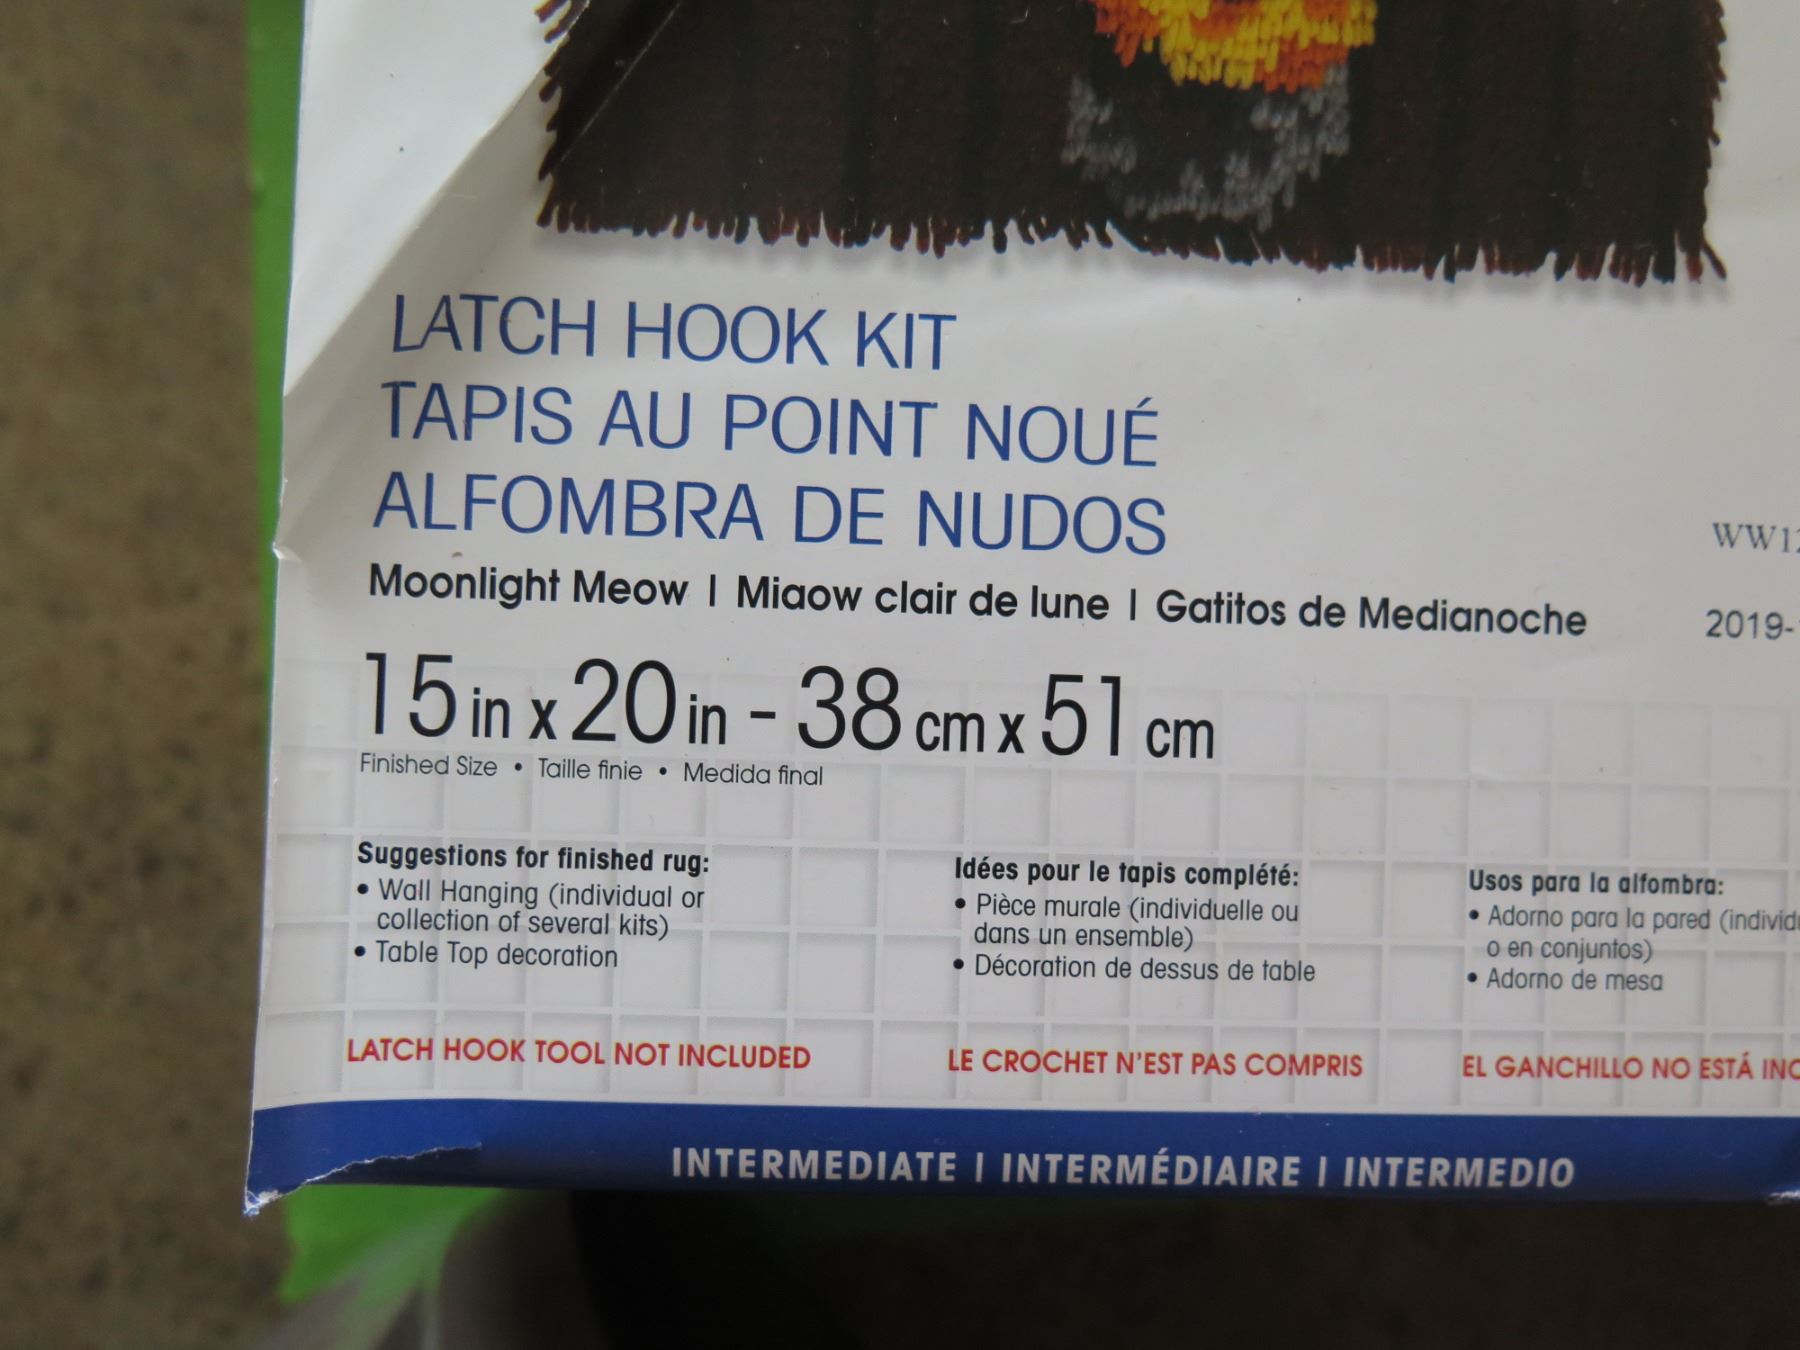 LATCH HOOK KIT
TAPIS AU POINT NOUÉ
ALFOMBRA DE NUDOS
Moonlight Meow | Miaow clair de lune | Gatitos de Medianoche
15 in x 20 in - 38 cm x 51 cm
Finished Size • Taille finie • Medida final
WW12
2019-
Suggestions for finished rug:
• Wall Hanging (individual or
collection of several kits)
• Table Top decoration
Idées pour le tapis complété:
• Pièce murale (individuelle ou
dans un ensemble)
• Décoration de dessus de table
Usos para la alfombra:
• Adorno para la pared (individu
o en conjuntos)
• Adorno de mesa
LATCH HOOK TOOL NOT INCLUDED
LE CROCHET N'EST PAS COMPRIS
EL GANCHILLO NO ESTÁ INC
INTERMEDIATE | INTERMÉDIAIRE | INTERMEDIO